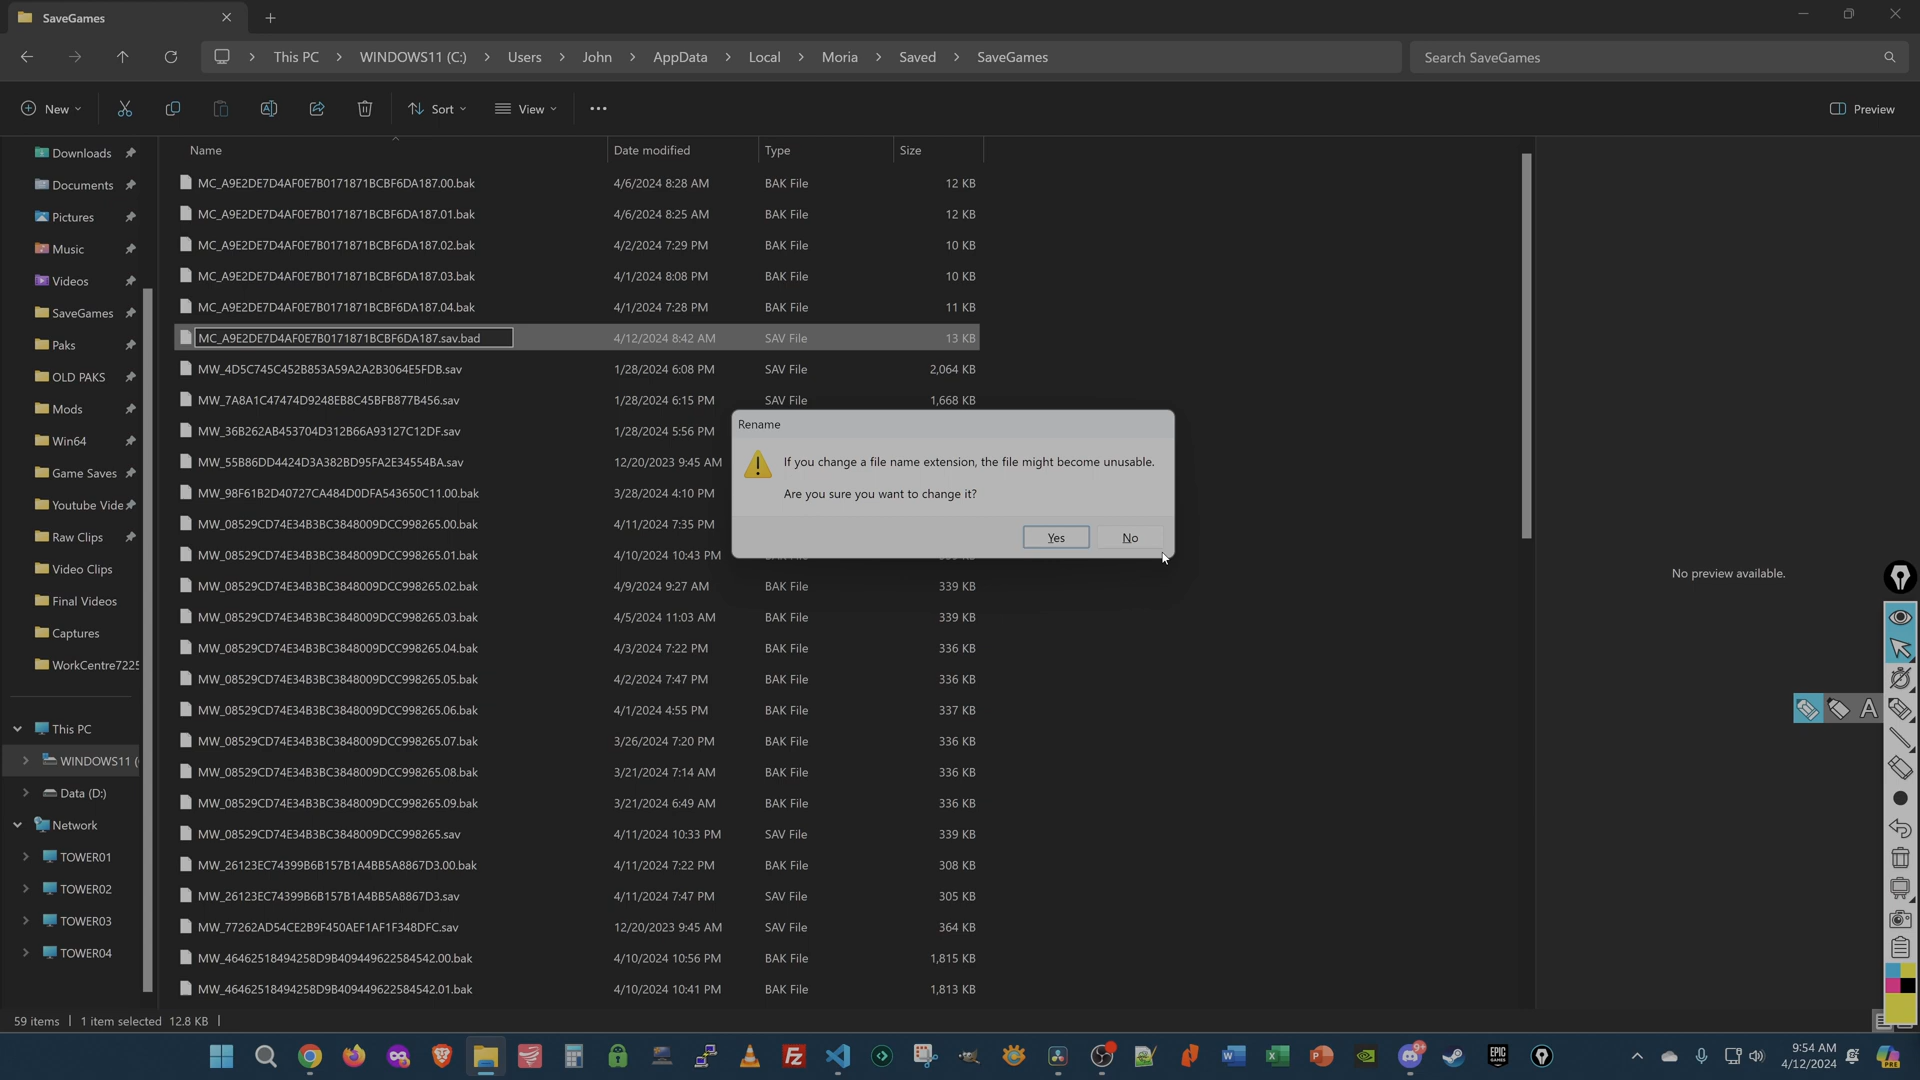 SaveGames
This PC > WINDOWS11 (C:) > Users > John > AppData > Local > Moria > Saved > SaveGames
Search SaveGames
New Sort View ••• Preview
Name Date modified Type Size
Downloads
Documents
Pictures
Music
Videos
SaveGames
Paks
OLD PAKS
Mods
Win64
Game Saves
Youtube Vide
Raw Clips
Video Clips
Final Videos
Captures
WorkCentre7225
This PC
WINDOWS11 (
Data (D:)
Network
TOWER01
TOWER02
TOWER03
TOWER04
MC_A9E2DE7D4AF0E7B0171871BCBF6DA187.00.bak 4/6/2024 8:28 AM BAK File 12 KB
MC_A9E2DE7D4AF0E7B0171871BCBF6DA187.01.bak 4/6/2024 8:25 AM BAK File 12 KB
MC_A9E2DE7D4AF0E7B0171871BCBF6DA187.02.bak 4/2/2024 7:29 PM BAK File 10 KB
MC_A9E2DE7D4AF0E7B0171871BCBF6DA187.03.bak 4/1/2024 8:08 PM BAK File 10 KB
MC_A9E2DE7D4AF0E7B0171871BCBF6DA187.04.bak 4/1/2024 7:28 PM BAK File 11 KB
MC_A9E2DE7D4AF0E7B0171871BCBF6DA187.sav.bad 4/12/2024 8:42 AM SAV File 13 KB
MW_4D5C745C452B853A59A2A2B3064E5FDB.sav 1/28/2024 6:08 PM SAV File 2,064 KB
MW_7A8A1C47474D9248EB8C45BFB877B456.sav 1/28/2024 6:15 PM SAV File 1,668 KB
MW_36B262AB453704D312B66A93127C12DF.sav 1/28/2024 5:56 PM
MW_55B86DD4424D3A382BD95FA2E34554BA.sav 12/20/2023 9:45 AM
MW_98F61B2D40727CA484D0DFA543650C11.00.bak 3/28/2024 4:10 PM
MW_08529CD74E34B3BC3848009DCC998265.00.bak 4/11/2024 7:35 PM
MW_08529CD74E34B3BC3848009DCC998265.01.bak 4/10/2024 10:43 PM
MW_08529CD74E34B3BC3848009DCC998265.02.bak 4/9/2024 9:27 AM BAK File 339 KB
MW_08529CD74E34B3BC3848009DCC998265.03.bak 4/5/2024 11:03 AM BAK File 339 KB
MW_08529CD74E34B3BC3848009DCC998265.04.bak 4/3/2024 7:22 PM BAK File 336 KB
MW_08529CD74E34B3BC3848009DCC998265.05.bak 4/2/2024 7:47 PM BAK File 336 KB
MW_08529CD74E34B3BC3848009DCC998265.06.bak 4/1/2024 4:55 PM BAK File 337 KB
MW_08529CD74E34B3BC3848009DCC998265.07.bak 3/26/2024 7:20 PM BAK File 336 KB
MW_08529CD74E34B3BC3848009DCC998265.08.bak 3/21/2024 7:14 AM BAK File 336 KB
MW_08529CD74E34B3BC3848009DCC998265.09.bak 3/21/2024 6:49 AM BAK File 336 KB
MW_08529CD74E34B3BC3848009DCC998265.sav 4/11/2024 10:33 PM SAV File 339 KB
MW_26123EC74399B6B157B1A4BB5A8867D3.00.bak 4/11/2024 7:22 PM BAK File 308 KB
MW_26123EC74399B6B157B1A4BB5A8867D3.sav 4/11/2024 7:47 PM SAV File 305 KB
MW_77262AD54CE2B9F450AEF1AF1F348DFC.sav 12/20/2023 9:45 AM SAV File 364 KB
MW_46462518494258D9B409449622584542.00.bak 4/10/2024 10:56 PM BAK File 1,815 KB
MW_46462518494258D9B409449622584542.01.bak 4/10/2024 10:41 PM BAK File 1,813 KB
Rename
If you change a file name extension, the file might become unusable.
Are you sure you want to change it?
Yes No
No preview available.
A
59 items 1 item selected 12.8 KB
9:54 AM
4/12/2024